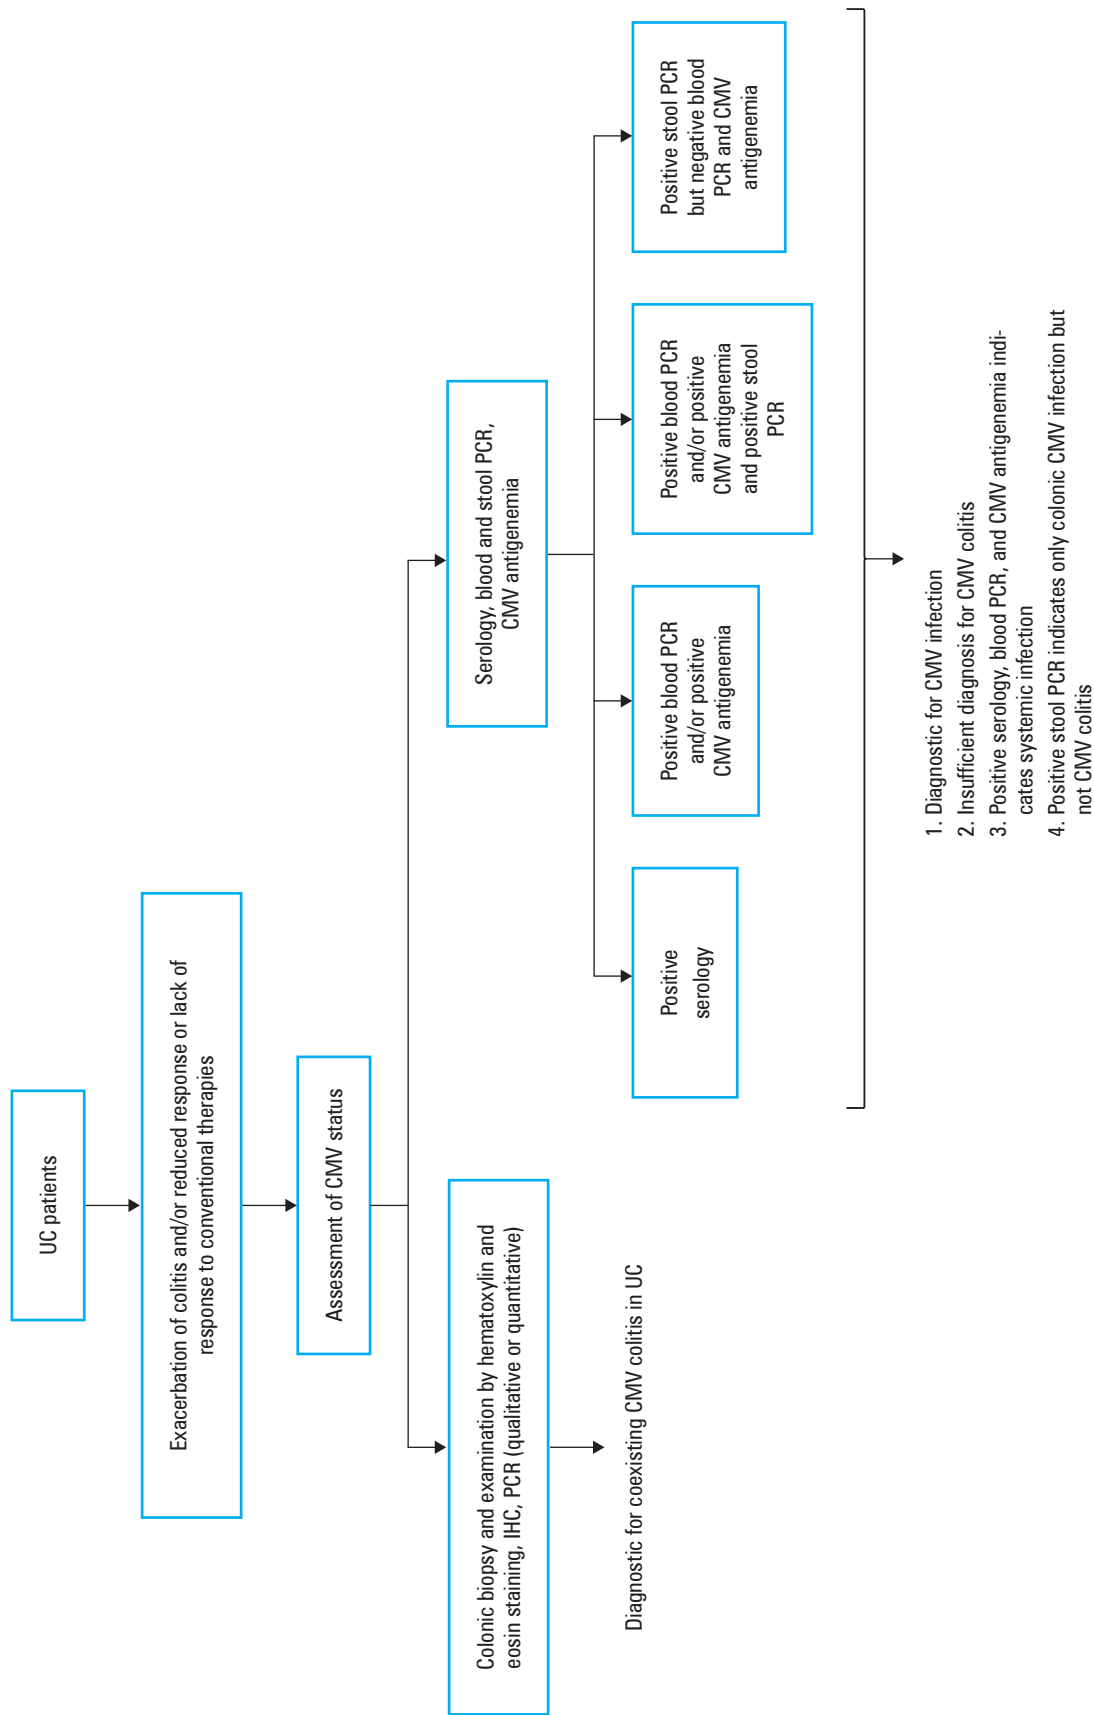 UC patients
Exacerbation of colitis and/or reduced response or lack of
response to conventional therapies
Assessment of CMV status
Colonic biopsy and examination by hematoxylin and
eosin staining, IHC, PCR (qualitative or quantitative)
Diagnostic for coexisting CMV colitis in UC
Serology, blood and stool PCR,
CMV antigenemia
Positive
serology
Positive blood PCR
and/or positive
CMV antigenemia
Positive blood PCR
and/or positive
CMV antigenemia
and positive stool
PCR
Positive stool PCR
but negative blood
PCR and CMV
antigenemia
1. Diagnostic for CMV infection
2. Insufficient diagnosis for CMV colitis
3. Positive serology, blood PCR, and CMV antigenemia indi-
cates systemic infection
4. Positive stool PCR indicates only colonic CMV infection but
not CMV colitis